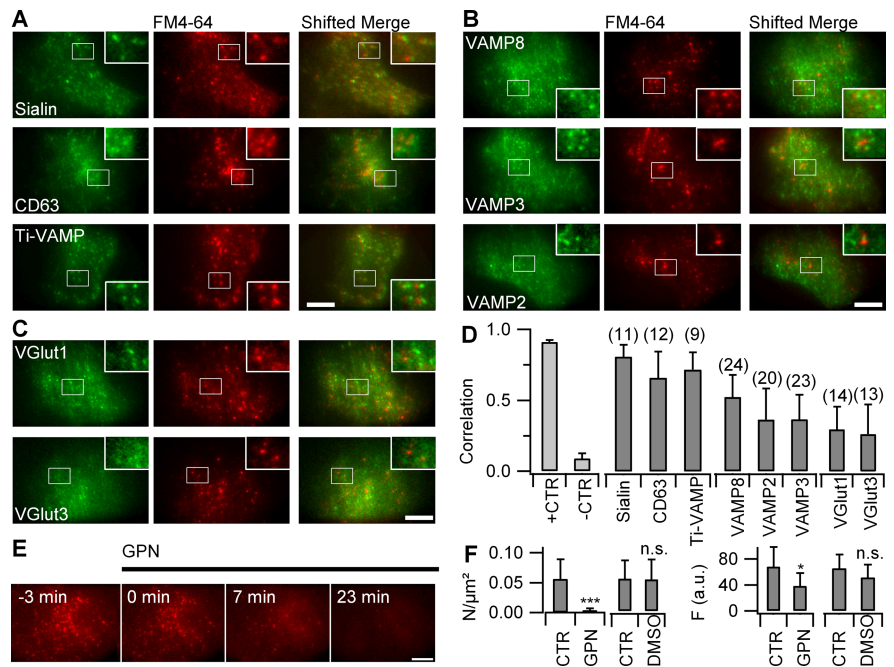 A
FM4-64
Shifted Merge
Sialin
CD63
Ti-VAMP
B
FM4-64
Shifted Merge
VAMP8
VAMP3
VAMP2
C
VGlut1
VGlut3
D
Correlation
1.0
0.5
0.0
(11)
(12)
(9)
(24)
(20)
(23)
(14)
(13)
+CTR
-CTR
Sialin
CD63
Ti-VAMP
VAMP8
VAMP2
VAMP3
VGlut1
VGlut3
E
GPN
-3 min
0 min
7 min
23 min
F
N/µm²
0.10
0.05
0.00
***
n.s.
CTR
GPN
CTR
DMSO
F (a.u.)
80
40
0
*
n.s.
CTR
GPN
CTR
DMSO